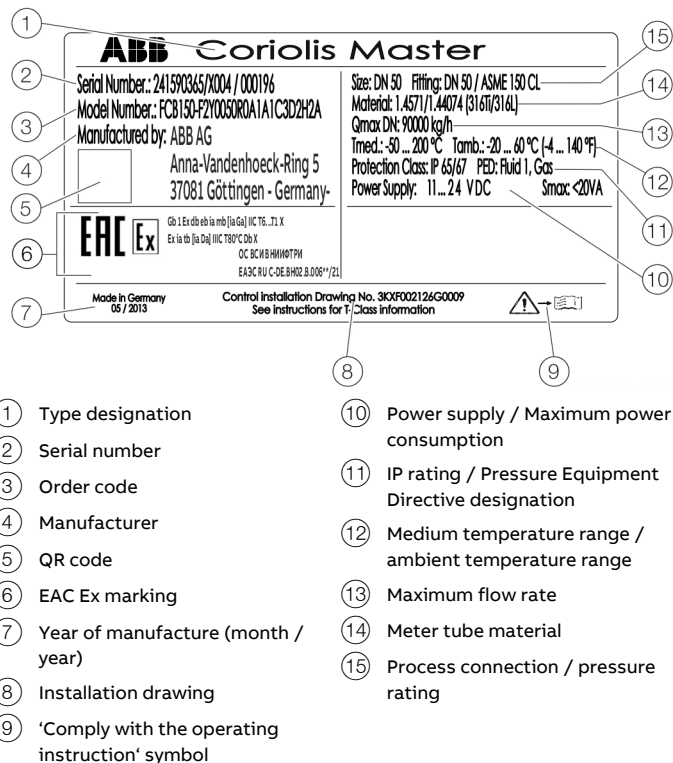 1
ABB Coriolis Master
15
2
Serial Number.: 241590365/X004 / 000196
Size: DN 50 Fitting: DN 50 / ASME 150 CL
14
3
Model Number.: FCB150-F2Y0050R0A1A1C3D2H2A
Material: 1.4571/1.44074 (316Ti/316L)
4
Manufactured by: ABB AG
Qmax DN: 90000 kg/h
13
Anna-Vandenhoeck-Ring 5
Tmed.: -50 ... 200 °C Tamb.: -20 ... 60 °C (-4 ... 140 °F)
12
5
37081 Göttingen - Germany-
Protection Class: IP 65/67 PED: Fluid 1, Gas
Power Supply: 11 ... 24 V DC Smax: <20VA
11
6
EAC Ex
Gb 1 Ex db eb ia mb [ia Ga] IIC T6...T1 X
Ex ia tb [ia Da] IIIC T80°C Db X
ОС ВСИ ВНИИФТРИ
ЕАЭС RU C-DE.BH02.B.006**/21
10
7
Made in Germany
05 / 2013
Control installation Drawing No. 3KXF002126G0009
See instructions for T-Class information
8
9
1 Type designation
2 Serial number
3 Order code
4 Manufacturer
5 QR code
6 EAC Ex marking
7 Year of manufacture (month /
year)
8 Installation drawing
9 ‘Comply with the operating
instruction‘ symbol
10 Power supply / Maximum power
consumption
11 IP rating / Pressure Equipment
Directive designation
12 Medium temperature range /
ambient temperature range
13 Maximum flow rate
14 Meter tube material
15 Process connection / pressure
rating